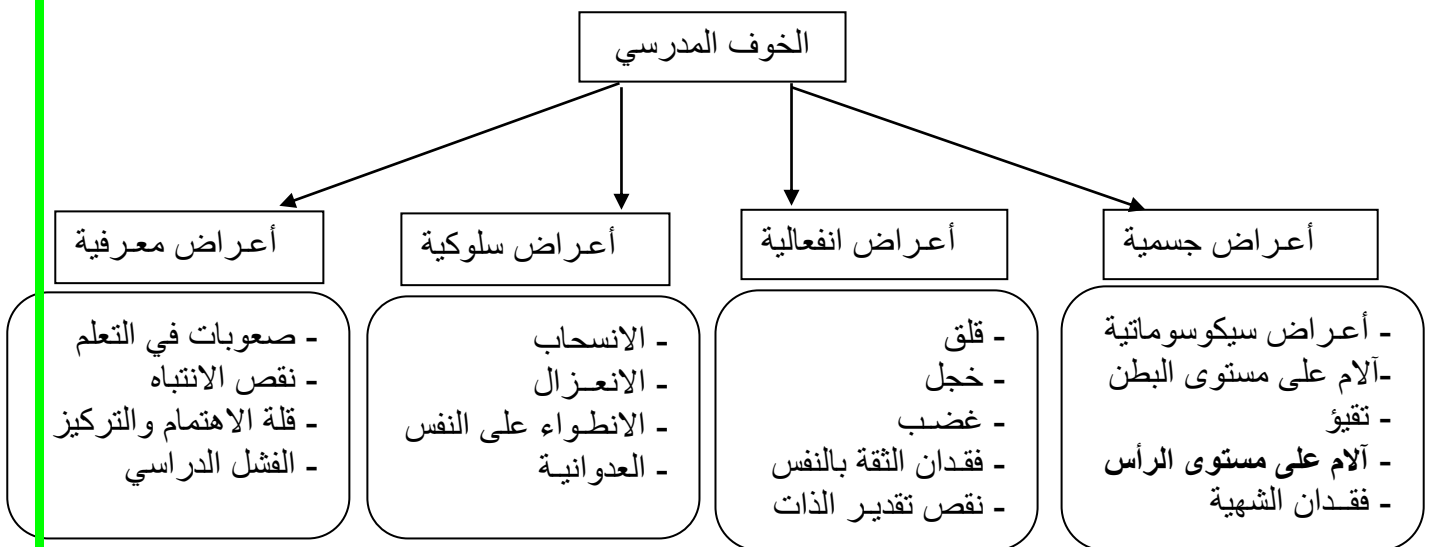 الخوف المدرسي
أعراض جسمية
أعراض انفعالية
أعراض سلوكية
أعراض معرفية
- أعراض سيكوسوماتية
-آلام على مستوى البطن
- تقيؤ
- آلام على مستوى الرأس
- فقدان الشهية
- قلق
- خجل
- غضب
- فقدان الثقة بالنفس
- نقص تقدير الذات
- الانسحاب
- الانعزال
- الانطواء على النفس
- العدوانية
- صعوبات في التعلم
- نقص الانتباه
- قلة الاهتمام والتركيز
- الفشل الدراسي